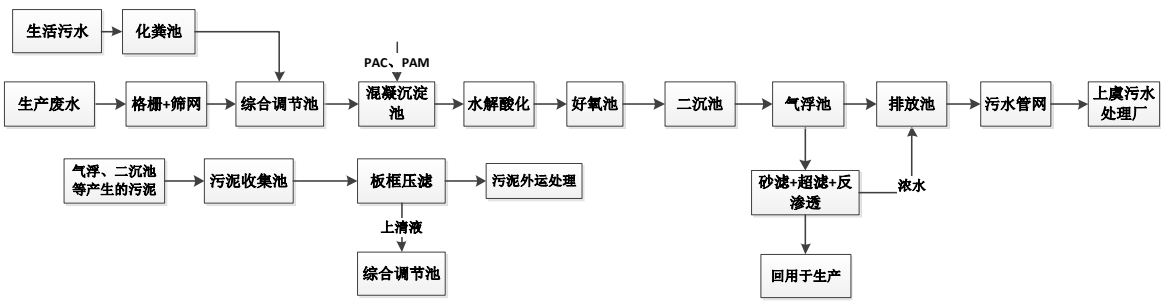 生活污水
化粪池
PAC、PAM
生产废水
格栅+筛网
综合调节池
混凝沉淀
池
水解酸化
好氧池
二沉池
气浮池
排放池
污水管网
上虞污水
处理厂
气浮、二沉池
等产生的污泥
污泥收集池
板框压滤
污泥外运处理
砂滤+超滤+反
渗透
浓水
上清液
综合调节池
回用于生产